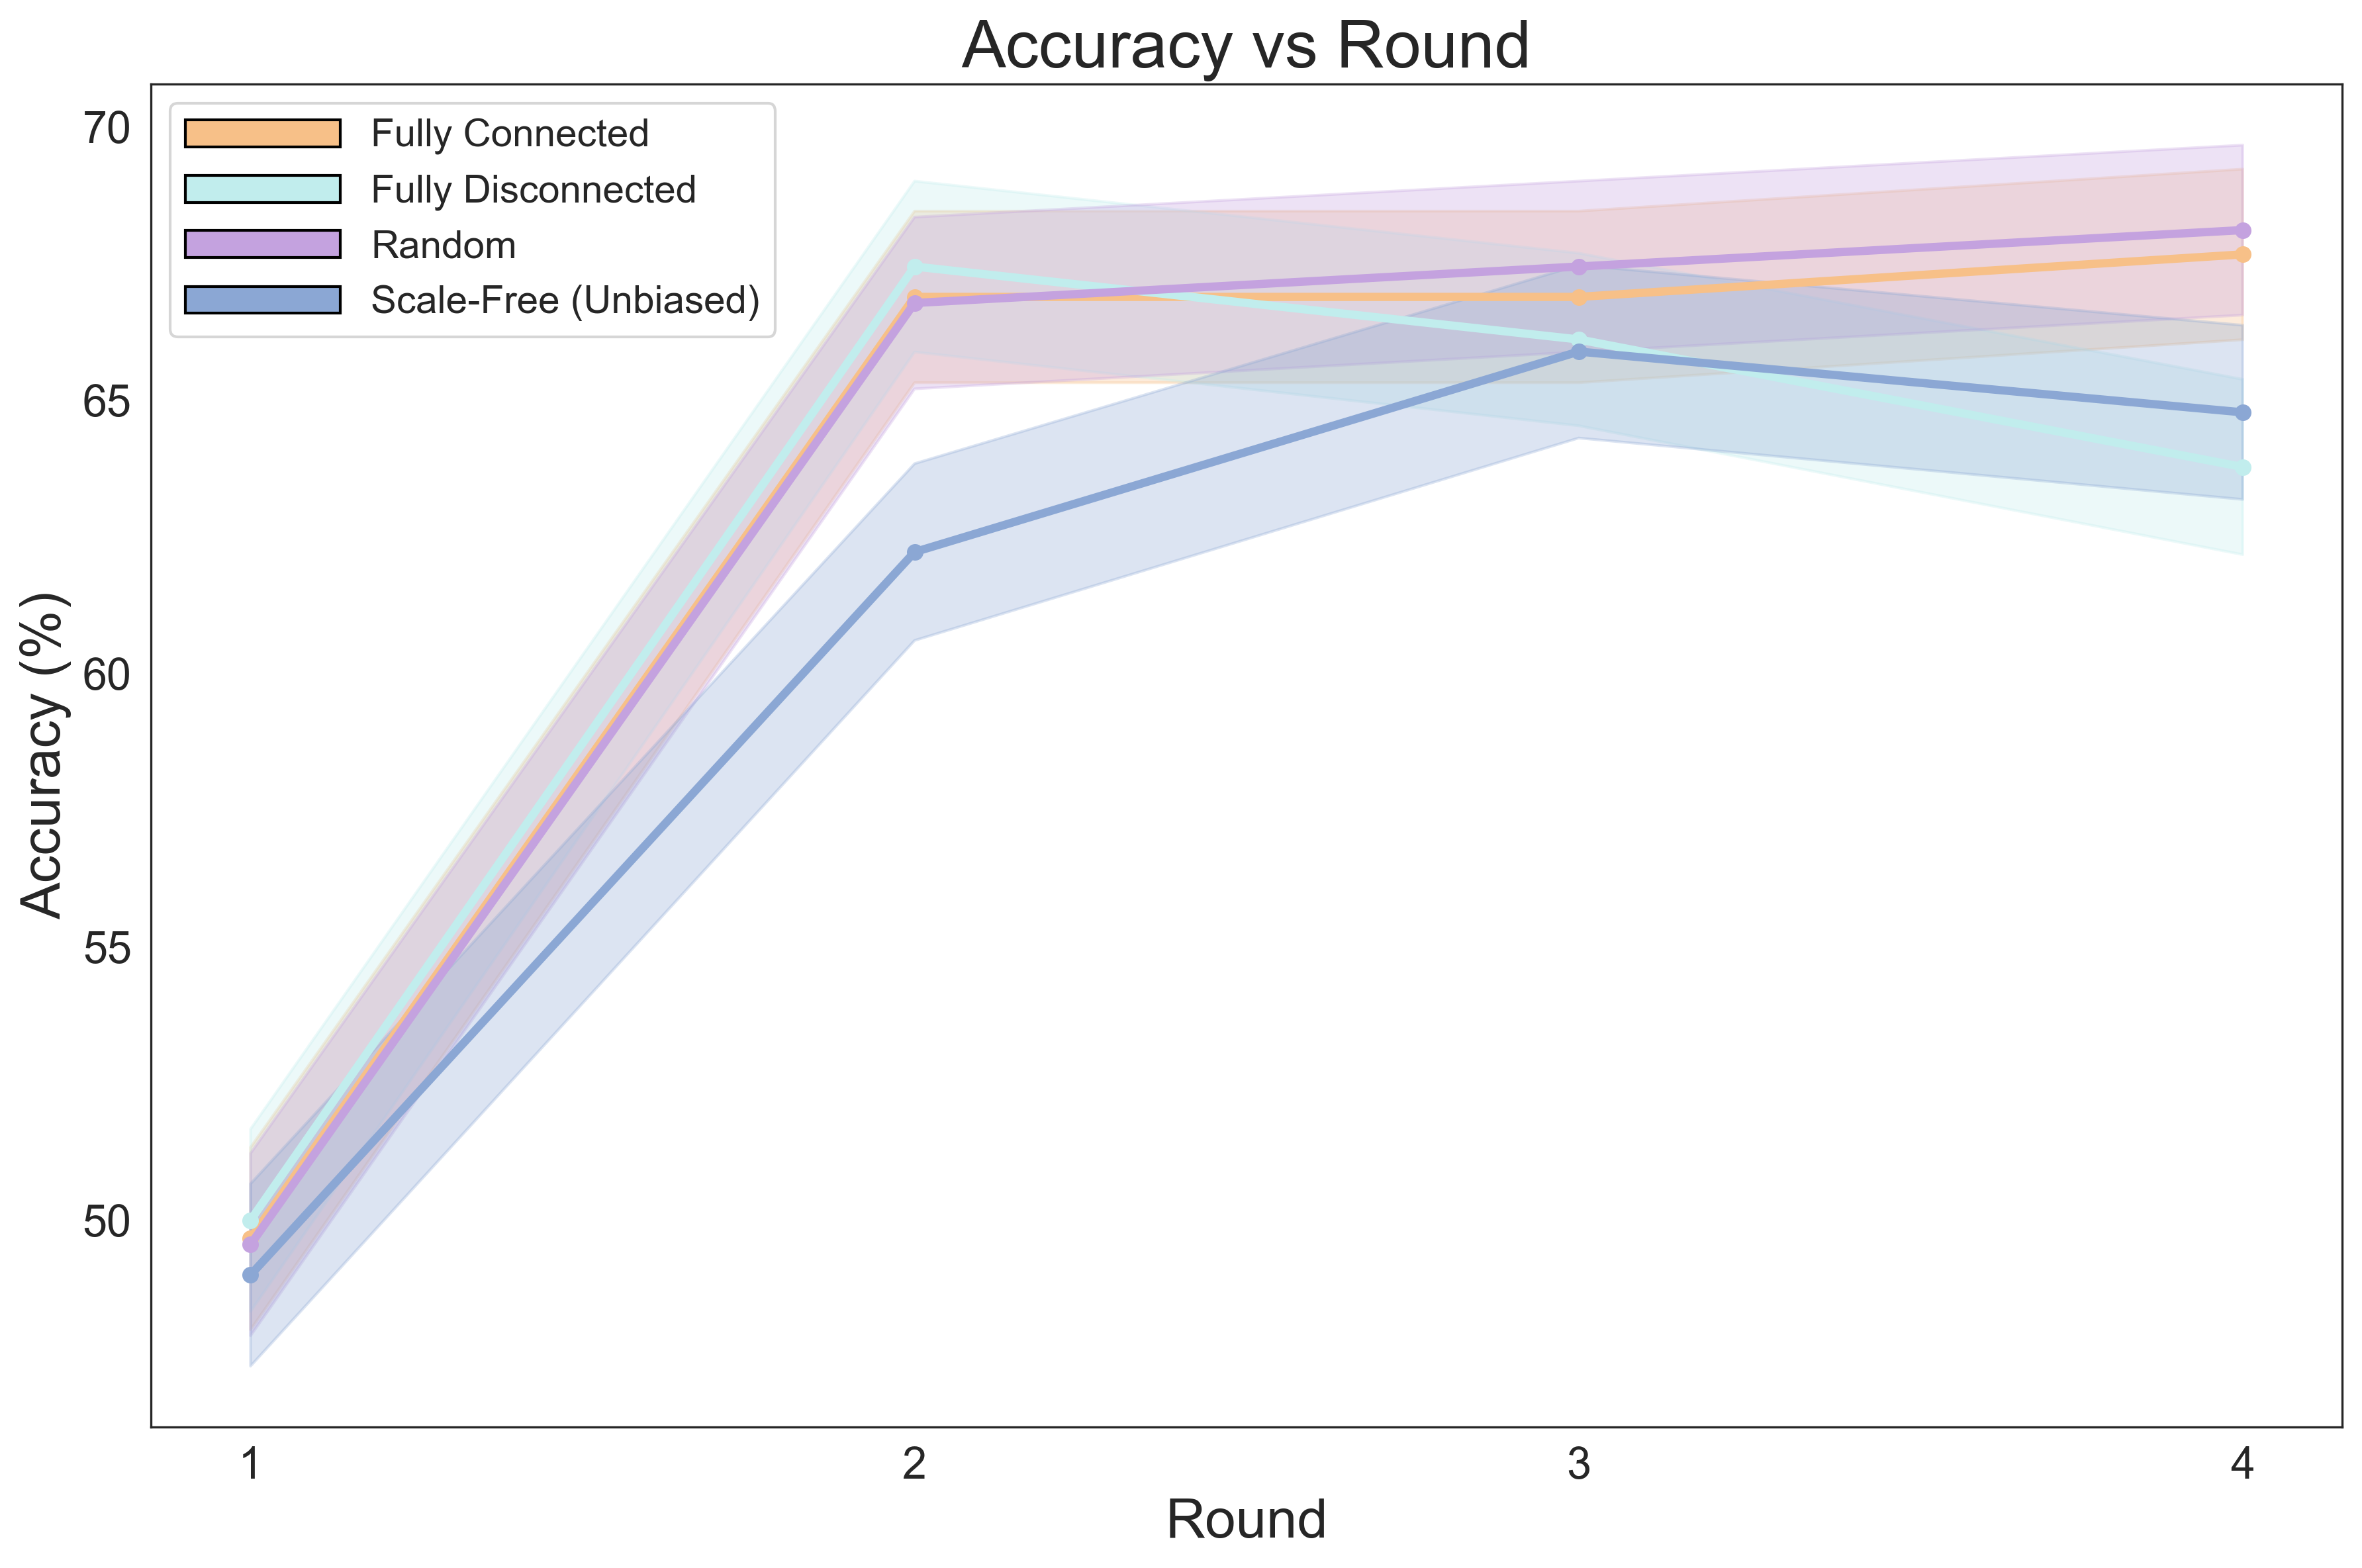 Accuracy vs Round
Fully Connected
Fully Disconnected
Random
Scale-Free (Unbiased)
70
65
60
55
50
Accuracy (%)
1 2 3 4
Round